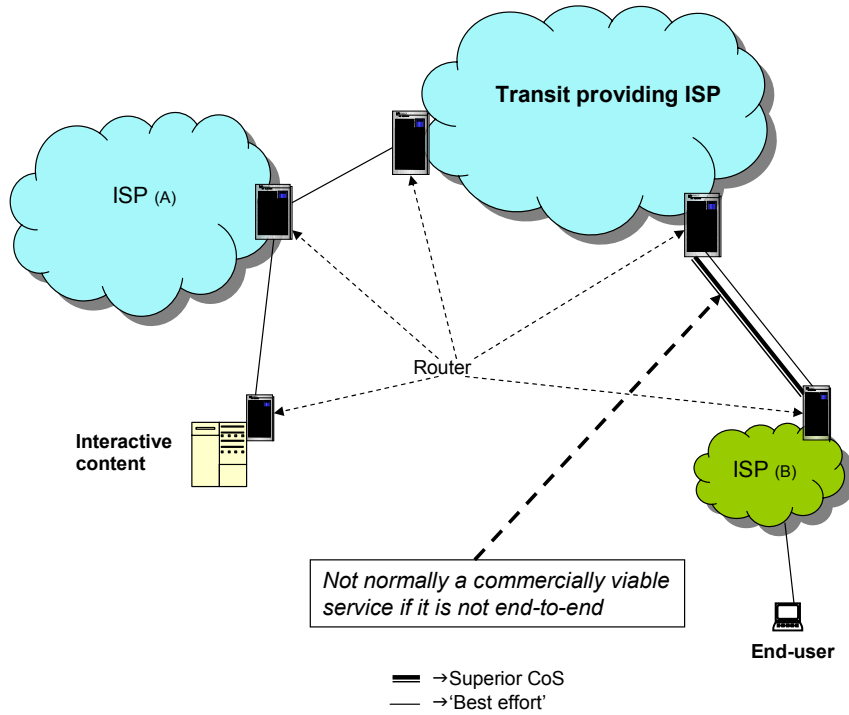 Transit providing ISP
ISP (A)
Router
Interactive
content
ISP (B)
Not normally a commercially viable
service if it is not end-to-end
End-user
→Superior CoS
→‘Best effort’